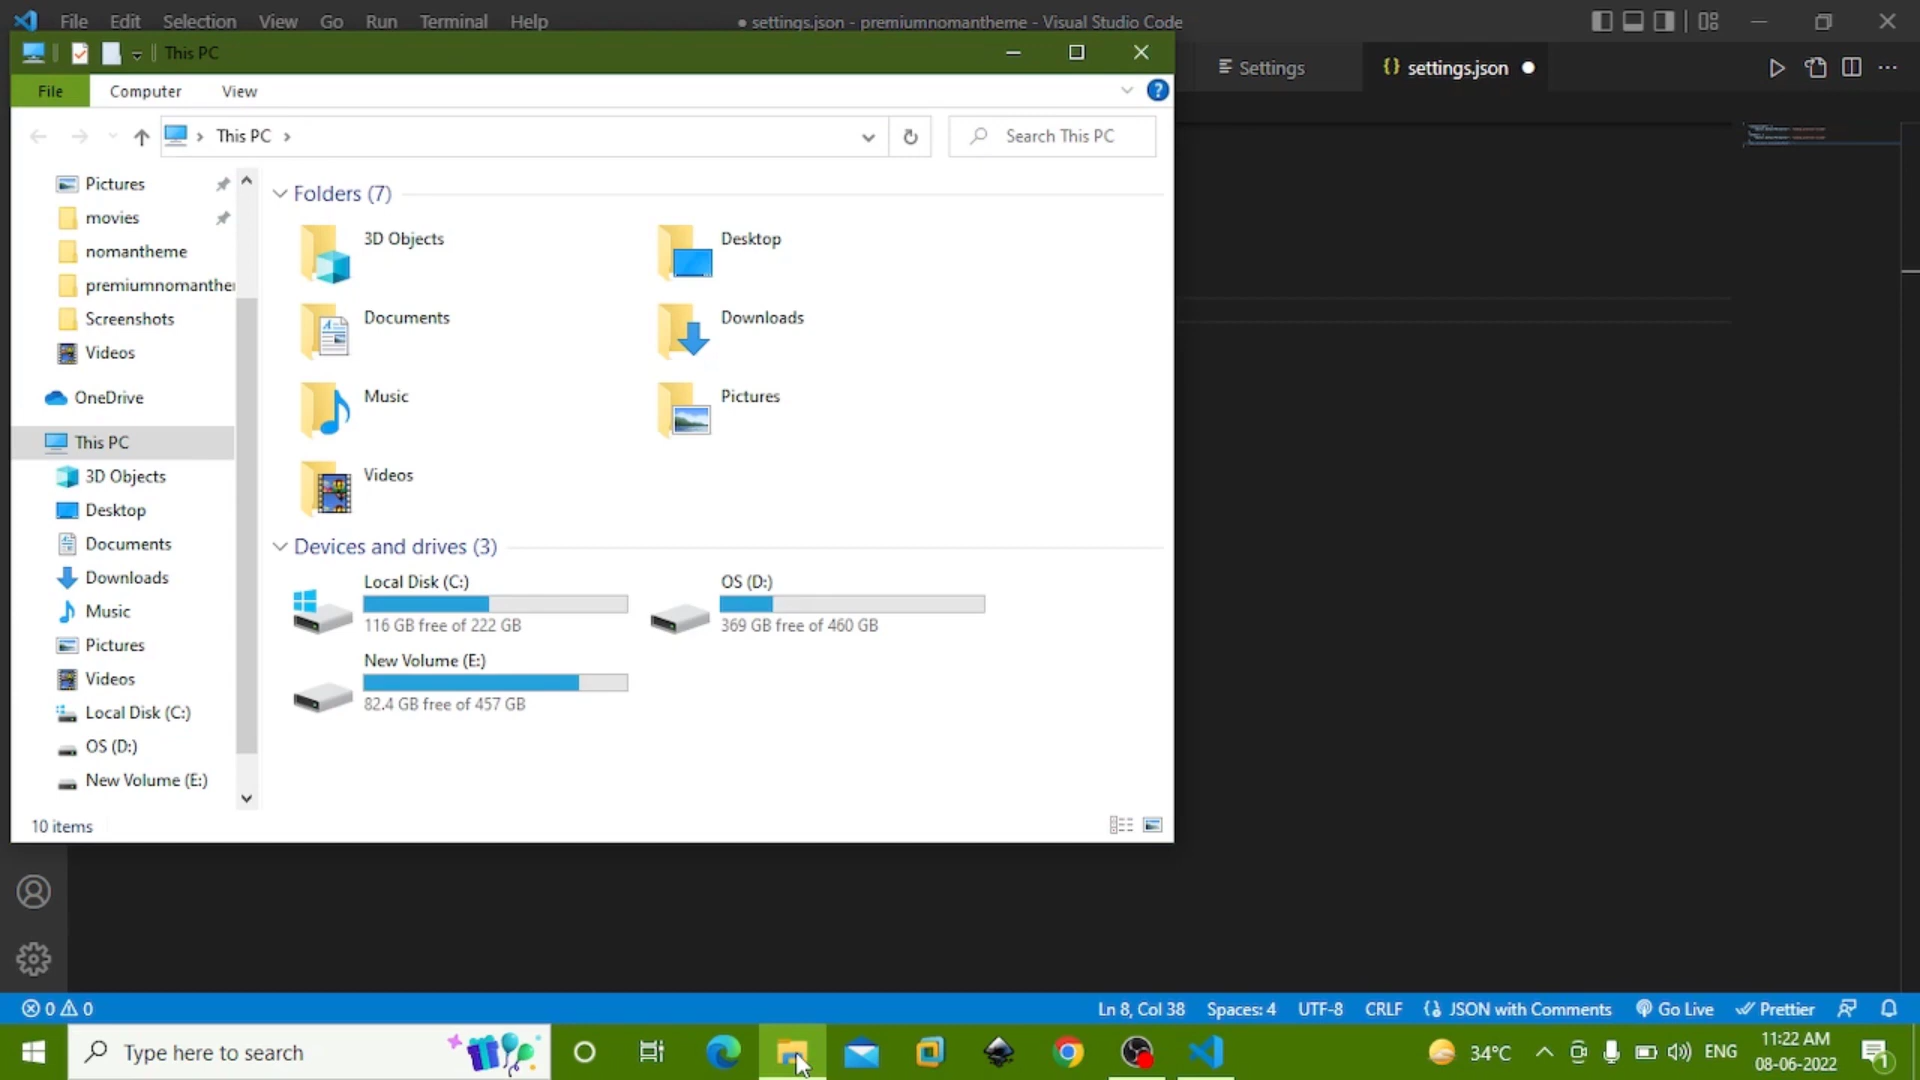 File Edit Selection View Go Run Terminal Help
● settings.json - premiumnomantheme - Visual Studio Code
This PC
Settings
{} settings.json ●
File Computer View
This PC
Search This PC
Pictures
movies
nomantheme
premiumnomanthe
Screenshots
Videos
OneDrive
This PC
3D Objects
Desktop
Documents
Downloads
Music
Pictures
Videos
Local Disk (C:)
OS (D:)
New Volume (E:)
Folders (7)
3D Objects
Desktop
Documents
Downloads
Music
Pictures
Videos
Devices and drives (3)
Local Disk (C:)
116 GB free of 222 GB
OS (D:)
369 GB free of 460 GB
New Volume (E:)
82.4 GB free of 457 GB
10 items
0 0
Ln 8, Col 38 Spaces: 4 UTF-8 CRLF JSON with Comments Go Live Prettier
Type here to search
34°C
ENG
11:22 AM
08-06-2022
1